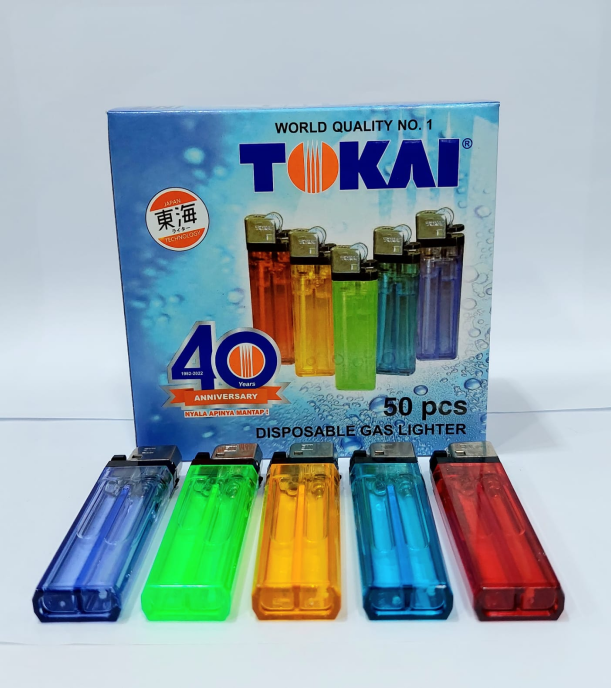 WORLD QUALITY NO. 1
TOKAI®
JAPAN
東海
ライター
TECHNOLOGY
40
Years
ANNIVERSARY
NYALA APINYA MANTAP !
50 pcs
DISPOSABLE GAS LIGHTER